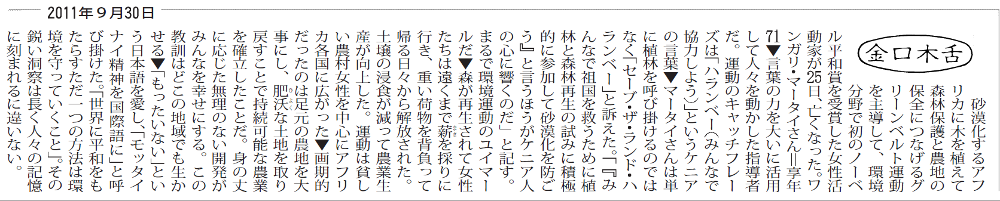 2011年9月30日
金口木舌
砂漠化するアフ
リカに木を植えて
森林保護と農地の
保全につなげるグ
リーンベルト運動
を主導して、環境
分野で初のノーベ
ル平和賞を受賞した女性活
動家が25日、亡くなった。ワ
ンガリ・マータイさん＝享年
71▼言葉の力を大いに活用
して人々を動かした指導者
だ。運動のキャッチフレー
ズは「ハランベー(みんなで
協力しよう)」というケニア
の言葉▼マータイさんは単
に植林を呼び掛けるのでは
なく「セーブ・ザ・ランド・ハ
ランベー」と訴えた。「『み
んなで祖国を救うために植
林と森林再生の試みに積極
的に参加して砂漠化を防ご
う』と言うほうがケニア人
の心に響くのだ」と記す。
まるで環境運動のユイマー
ルだ▼森が再生されて女性
たちは遠くまで薪(まき)を採りに
行き、重い荷物を背負って
帰る日々から解放された。
土壌の浸食が減って農業生
産が向上した。運動は貧し
い農村女性を中心にアフリ
カ各国に広がった▼画期的
だったのは足元の農地を大
事にし、肥沃(ひよく)な土地を取り
戻すことで持続可能な農業
を確立したことだ。身の丈
に応じた無理のない開発が
みんなを幸せにする。この
教訓はどこの地域でも生か
せる▼「もったいない」とい
う日本語を愛し、「モッタイ
ナイ精神を国際語に」と呼
び掛けた。「世界に平和をも
たらすただ一つの方法は環
境を守っていくこと」。その
鋭い洞察は長く人々の記憶
に刻まれるに違いない。